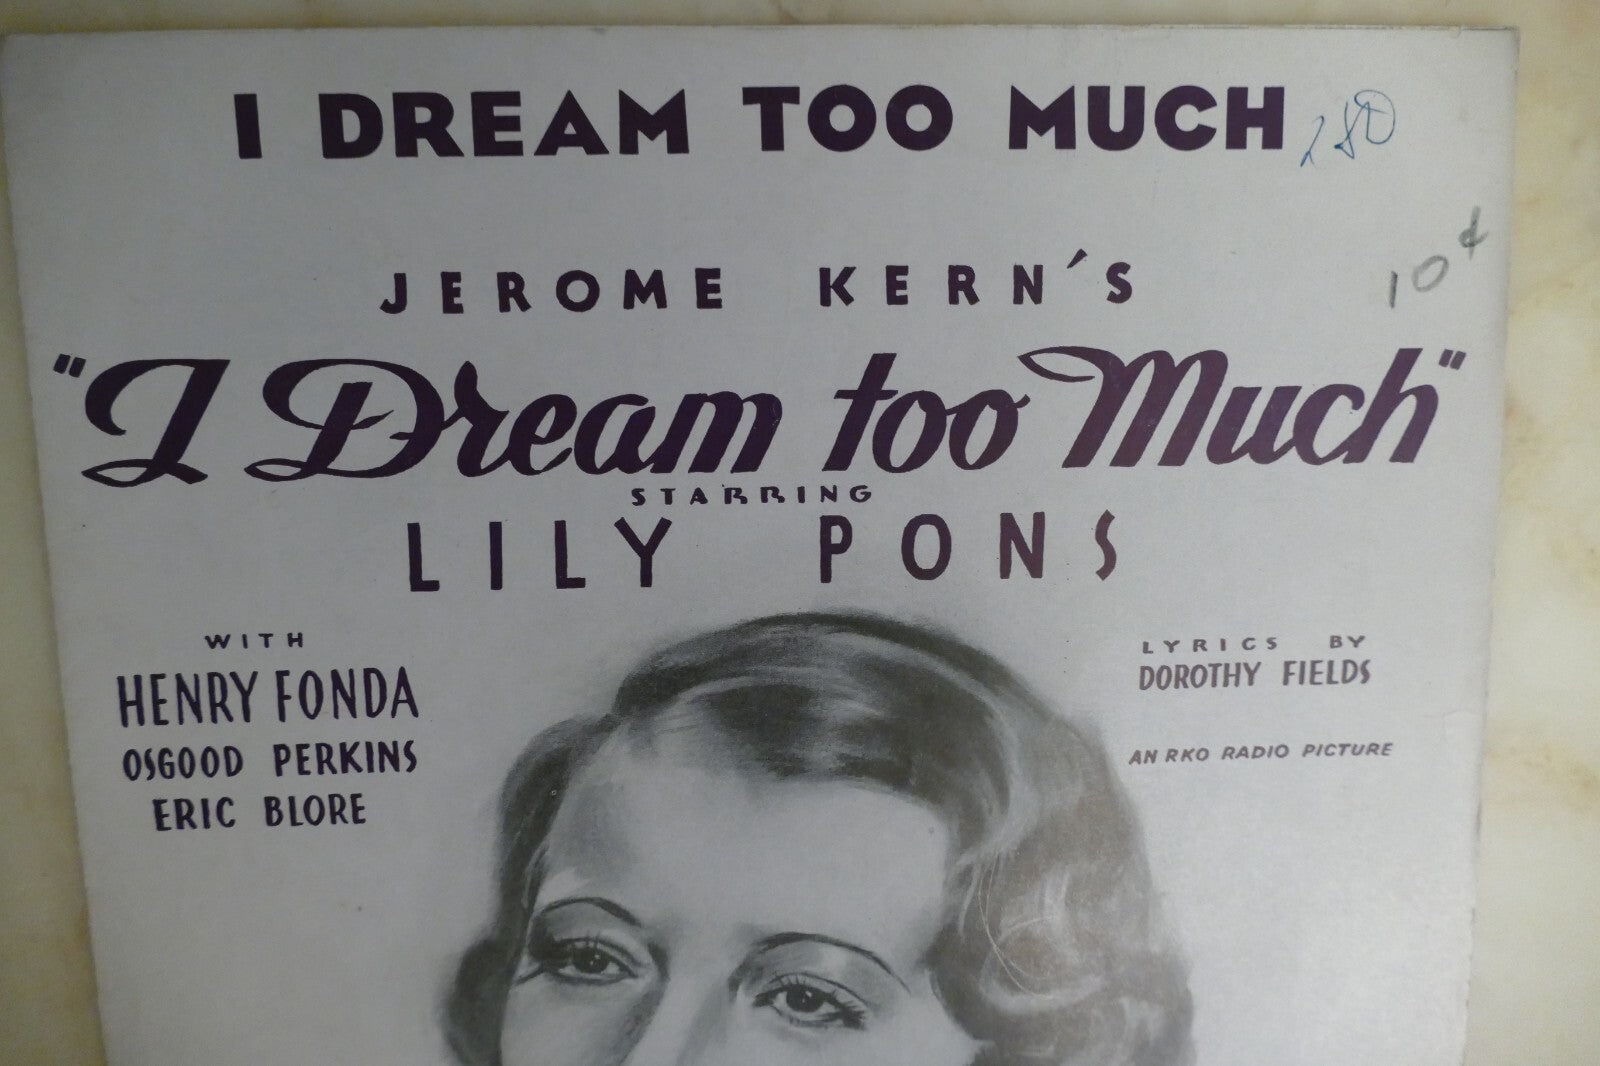 I DREAM TOO MUCH 280
10¢
JEROME KERN'S
"I Dream too Much"
STARRING
LILY PONS
WITH
HENRY FONDA
OSGOOD PERKINS
ERIC BLORE
LYRICS BY
DOROTHY FIELDS
AN RKO RADIO PICTURE